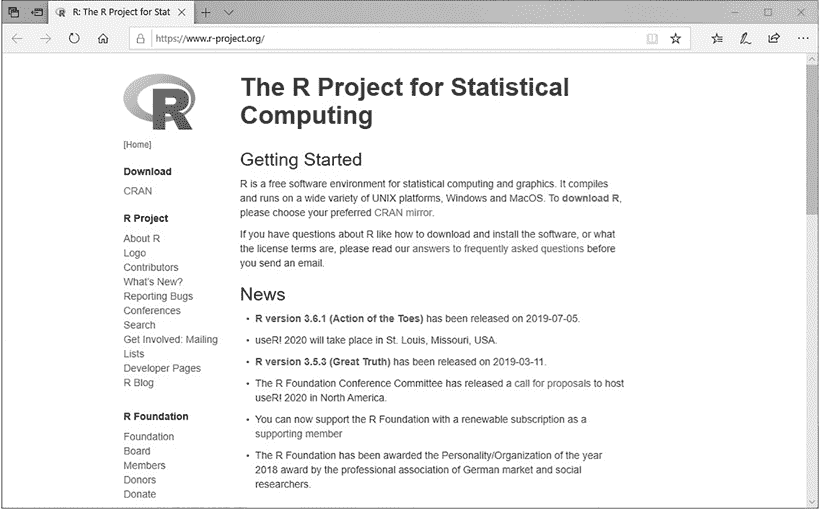 R: The R Project for Stat
https://www.r-project.org/
R
[Home]
Download
CRAN
R Project
About R
Logo
Contributors
What's New?
Reporting Bugs
Conferences
Search
Get Involved: Mailing
Lists
Developer Pages
R Blog
R Foundation
Foundation
Board
Members
Donors
Donate
The R Project for Statistical
Computing
Getting Started
R is a free software environment for statistical computing and graphics. It compiles
and runs on a wide variety of UNIX platforms, Windows and MacOS. To download R,
please choose your preferred CRAN mirror.
If you have questions about R like how to download and install the software, or what
the license terms are, please read our answers to frequently asked questions before
you send an email.
News
• R version 3.6.1 (Action of the Toes) has been released on 2019-07-05.
• useR! 2020 will take place in St. Louis, Missouri, USA.
• R version 3.5.3 (Great Truth) has been released on 2019-03-11.
• The R Foundation Conference Committee has released a call for proposals to host
useR! 2020 in North America.
• You can now support the R Foundation with a renewable subscription as a
supporting member
• The R Foundation has been awarded the Personality/Organization of the year
2018 award by the professional association of German market and social
researchers.